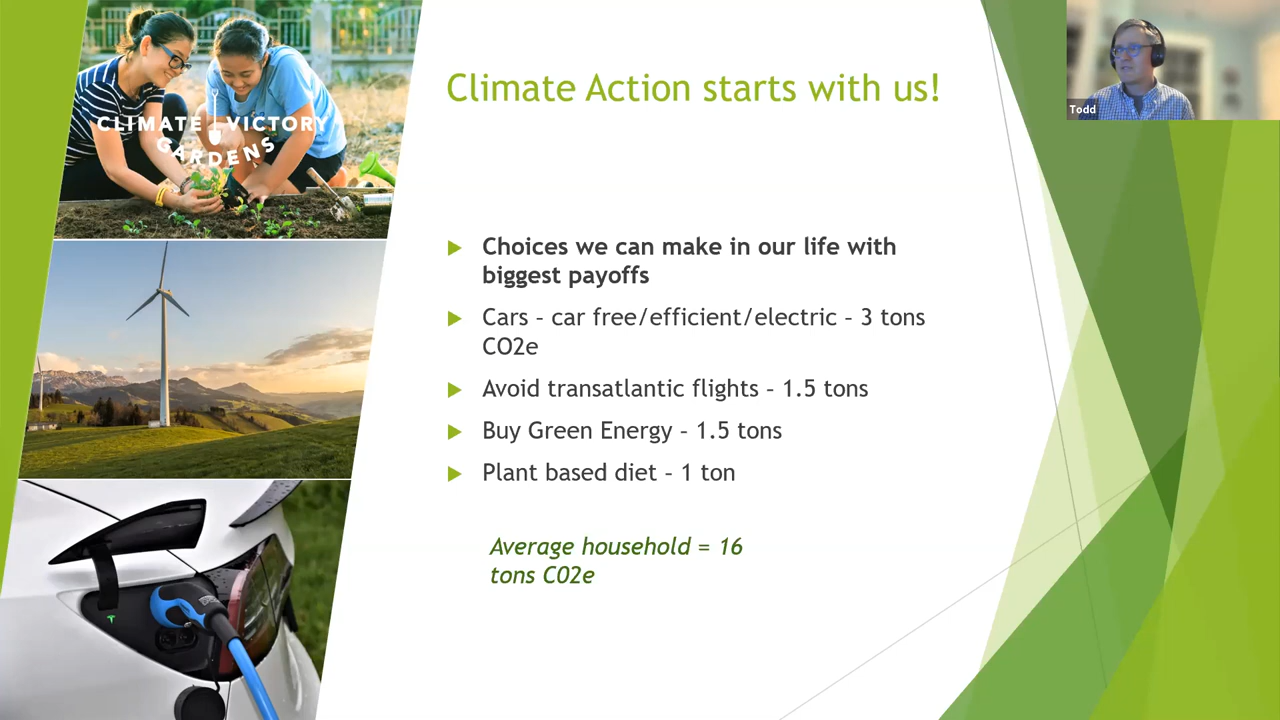 CLIMATE VICTORY
GARDENS
Climate Action starts with us!
Todd
Choices we can make in our life with
biggest payoffs
Cars – car free/efficient/electric – 3 tons
CO2e
Avoid transatlantic flights – 1.5 tons
Buy Green Energy – 1.5 tons
Plant based diet – 1 ton
Average household = 16
tons C02e